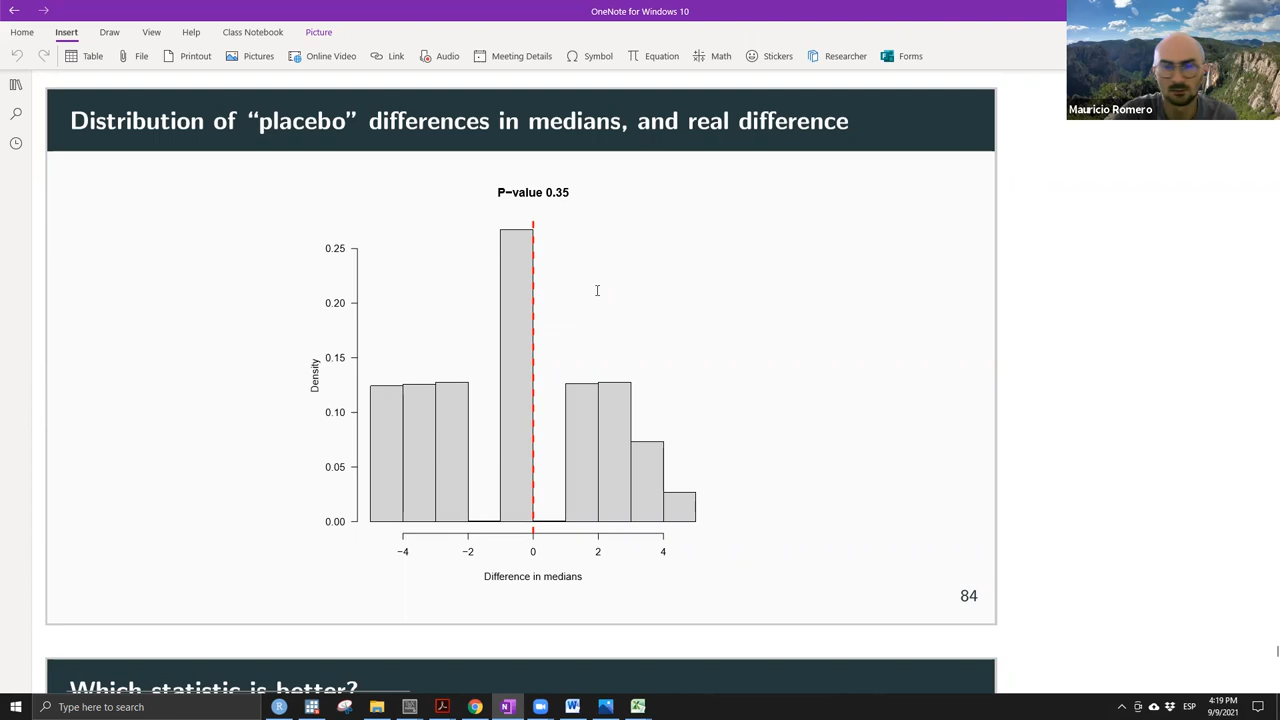 OneNote for Windows 10
Home Insert Draw View Help Class Notebook Picture
Table File Printout Pictures Online Video Link Audio Meeting Details Symbol Equation Math Stickers Researcher Forms
Mauricio Romero
Distribution of “placebo” differences in medians, and real difference
P−value 0.35
0.25
0.20
0.15
0.10
0.05
0.00
Density
−4 −2 0 2 4
Difference in medians
84
Which statistic is better?
Type here to search
ESP
4:19 PM
9/9/2021